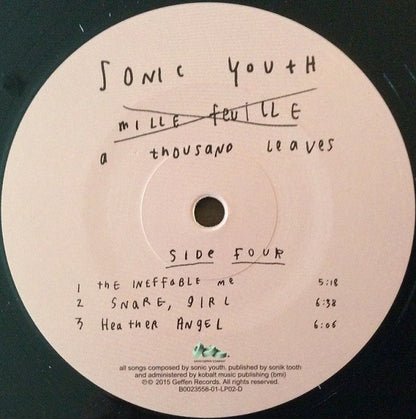 SONIC YOUTH
mILLE feuiLLE
a thousand leaves
SIDE FOUR
1 the INEFFABLE me 5:18
2 SNARE, GIRL 6:38
3 Heather ANGEL 6:06
all songs composed by sonic youth. published by sonik tooth
and administered by kobalt music publishing (bmi)
℗© 2015 Geffen Records. All rights reserved.
B0023558-01-LP02-D